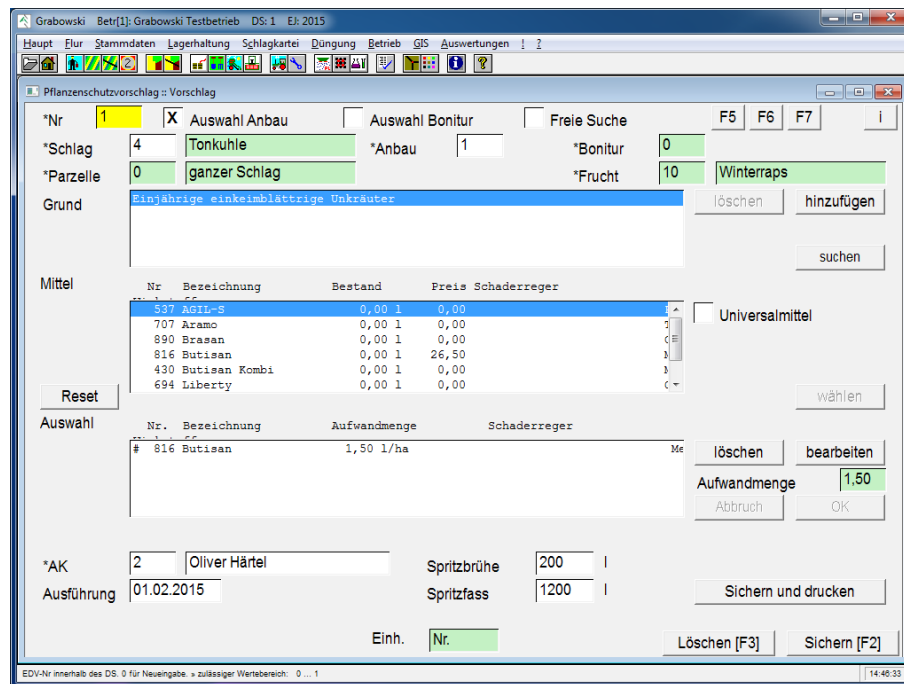 Grabowski Betr[1]: Grabowski Testbetrieb DS: 1 EJ: 2015
Haupt Flur Stammdaten Lagerhaltung Schlagkartei Düngung Betrieb GIS Auswertungen ! ?
Pflanzenschutzvorschlag :: Vorschlag
*Nr 1 X Auswahl Anbau Auswahl Bonitur Freie Suche F5 F6 F7 i
*Schlag 4 Tonkuhle *Anbau 1 *Bonitur 0
*Parzelle 0 ganzer Schlag *Frucht 10 Winterraps
Grund Einjährige einkeimblättrige Unkräuter löschen hinzufügen
suchen
Mittel Nr Bezeichnung Bestand Preis Schaderreger
537 AGIL-S 0,00 l 0,00
Universalmittel
707 Aramo 0,00 l 0,00
890 Brasan 0,00 l 0,00
816 Butisan 0,00 l 26,50
430 Butisan Kombi 0,00 l 0,00
694 Liberty 0,00 l 0,00
Reset wählen
Auswahl Nr. Bezeichnung Aufwandmenge Schaderreger
# 816 Butisan 1,50 l/ha Me löschen bearbeiten
Aufwandmenge 1,50
Abbruch OK
*AK 2 Oliver Härtel Spritzbrühe 200 l
Ausführung 01.02.2015 Spritzfass 1200 l Sichern und drucken
Einh. Nr. Löschen [F3] Sichern [F2]
EDV-Nr innerhalb des DS. 0 für Neueingabe. » zulässiger Wertebereich: 0 ... 1 14:46:33